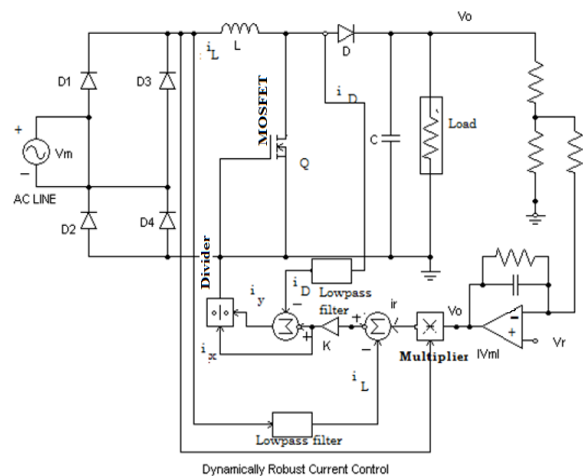 Vo
i L
L
D
D1
D3
MOSFET
i D
Load
+
Vm
−
C
Q
AC LINE
D2
D4
Divider
i D
Lowpass filter
i y
−
ir
Vo
÷
Σ
+
K
+
Σ
−
X
Multiplier
−
+
|Vm|
Vr
i x
i L
Lowpass filter
Dynamically Robust Current Control